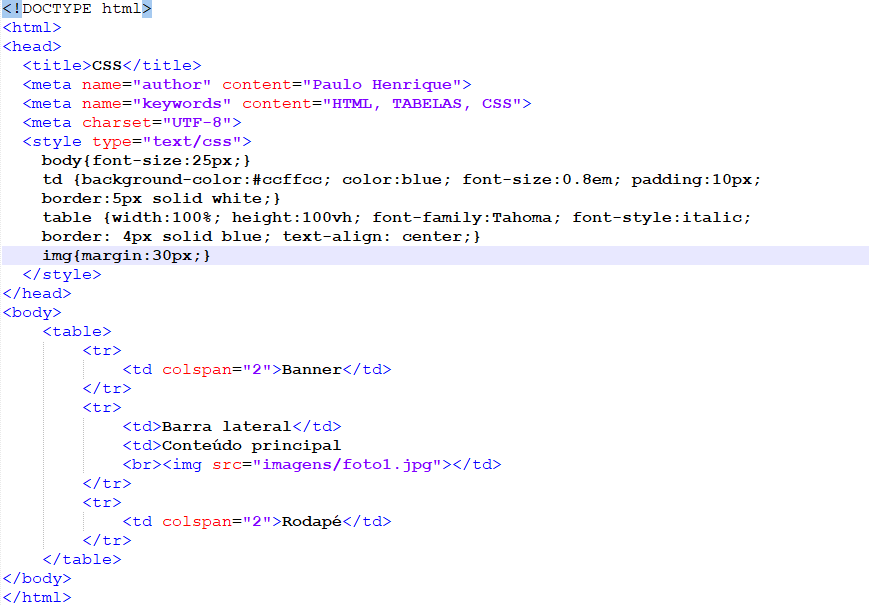 <!DOCTYPE html>
<html>
<head>
  <title>CSS</title>
  <meta name="author" content="Paulo Henrique">
  <meta name="keywords" content="HTML, TABELAS, CSS">
  <meta charset="UTF-8">
  <style type="text/css">
    body{font-size:25px;}
    td {background-color:#ccffcc; color:blue; font-size:0.8em; padding:10px;
    border:5px solid white;}
    table {width:100%; height:100vh; font-family:Tahoma; font-style:italic;
    border: 4px solid blue; text-align: center;}
    img{margin:30px;}
  </style>
</head>
<body>
    <table>
        <tr>
            <td colspan="2">Banner</td>
        </tr>
        <tr>
            <td>Barra lateral</td>
            <td>Conteúdo principal
            <br><img src="imagens/foto1.jpg"></td>
        </tr>
        <tr>
            <td colspan="2">Rodapé</td>
        </tr>
    </table>
</body>
</html>